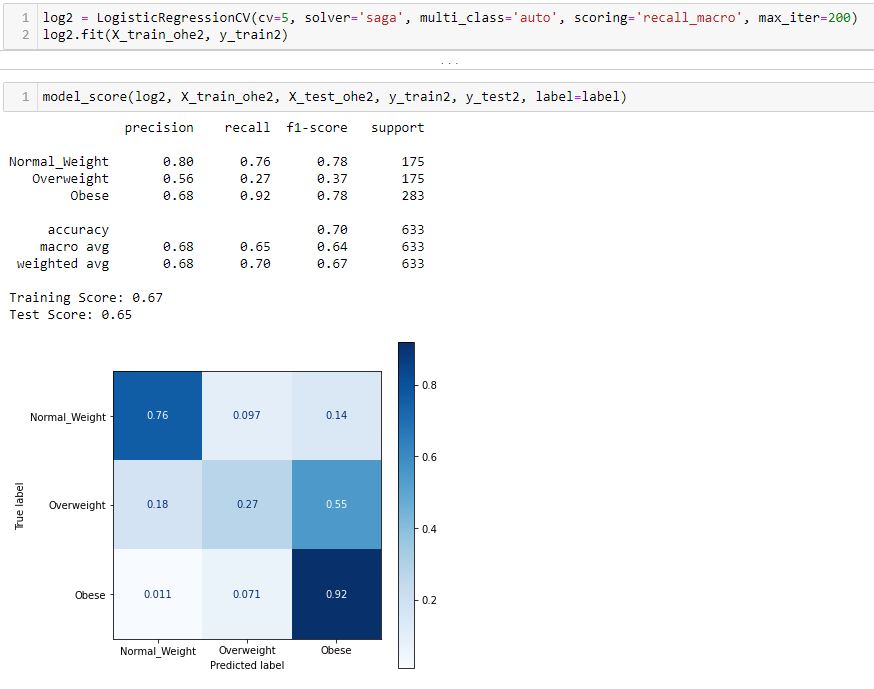 1 log2 = LogisticRegressionCV(cv=5, solver='saga', multi_class='auto', scoring='recall_macro', max_iter=200)
2 log2.fit(X_train_ohe2, y_train2)
...
1 model_score(log2, X_train_ohe2, X_test_ohe2, y_train2, y_test2, label=label)
precision recall f1-score support
Normal_Weight 0.80 0.76 0.78 175
Overweight 0.56 0.27 0.37 175
Obese 0.68 0.92 0.78 283
accuracy 0.70 633
macro avg 0.68 0.65 0.64 633
weighted avg 0.68 0.70 0.67 633
Training Score: 0.67
Test Score: 0.65
0.8
Normal_Weight 0.76 0.097 0.14
0.6
True label
Overweight 0.18 0.27 0.55
0.4
Obese 0.011 0.071 0.92
0.2
Normal_Weight Overweight Obese
Predicted label